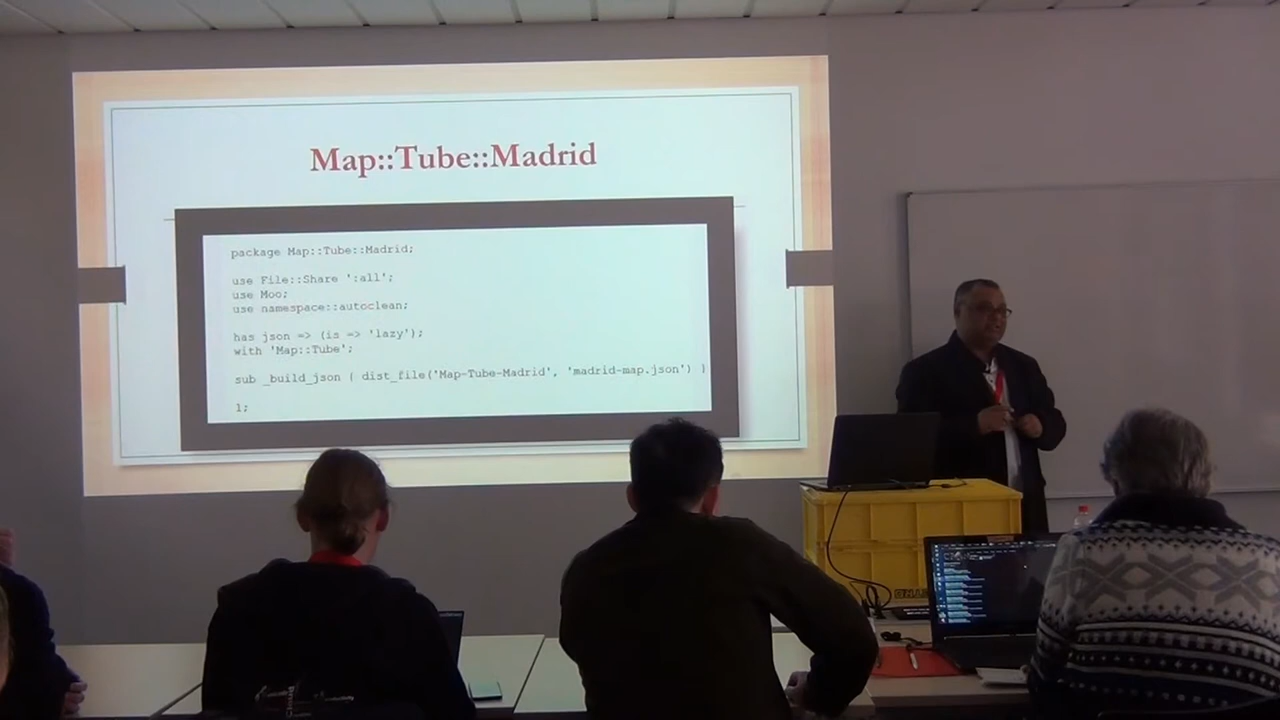 Map::Tube::Madrid
package Map::Tube::Madrid;
use File::Share ':all';
use Moo;
use namespace::autoclean;
has json => (is => 'lazy');
with 'Map::Tube';
sub _build_json { dist_file('Map-Tube-Madrid', 'madrid-map.json') }
1;